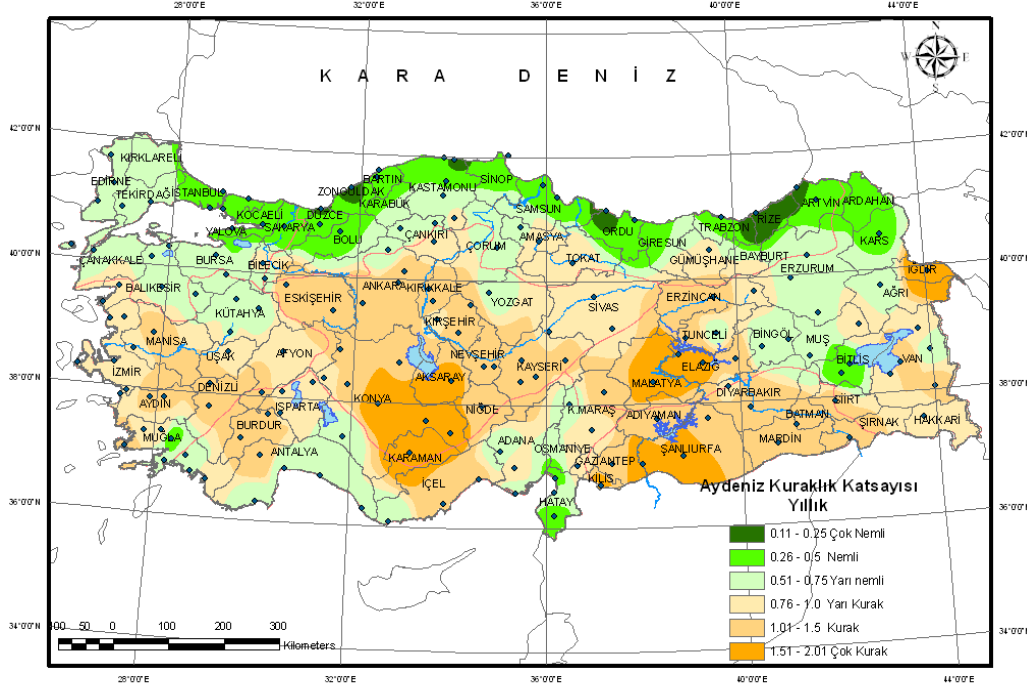 28°0'0"E 32°0'0"E 36°0'0"E 40°0'0"E 44°0'0"E
N
W E
S
K A R A D E N İ Z
42°0'0"N 42°0'0"N
KIRKLARELİ
EDİRNE
TEKİRDAĞ
İSTANBUL
KOCAELİ
YALOVA
SAKARYA
DÜZCE
ZONGULDAK
BARTIN
KARABÜK
KASTAMONU
SİNOP
SAMSUN
BOLU
ÇANKIRI
ÇORUM
AMASYA
TOKAT
ORDU
GİRESUN
TRABZON
RİZE
ARTVİN
ARDAHAN
KARS
GÜMÜŞHANE
BAYBURT
ERZURUM
IĞDIR
AĞRI
40°0'0"N 40°0'0"N
ÇANAKKALE
BURSA
BİLECİK
BALIKESİR
KÜTAHYA
ESKİŞEHİR
ANKARA
KIRIKKALE
YOZGAT
SİVAS
ERZİNCAN
TUNCELİ
BİNGÖL
MUŞ
BİTLİS
VAN
KIRŞEHİR
MANİSA
UŞAK
AFYON
İZMİR
NEVŞEHİR
KAYSERİ
AKSARAY
MALATYA
ELAZIĞ
DİYARBAKIR
38°0'0"N 38°0'0"N
AYDIN
DENİZLİ
ISPARTA
KONYA
NİĞDE
K.MARAŞ
ADIYAMAN
BATMAN
SİİRT
ŞIRNAK
HAKKARİ
MARDİN
BURDUR
MUĞLA
ANTALYA
KARAMAN
İÇEL
ADANA
OSMANİYE
GAZİANTEP
KİLİS
ŞANLIURFA
HATAY
36°0'0"N 36°0'0"N
Aydeniz Kuraklık Katsayısı
Yıllık
0.11 - 0.25 Çok Nemli
0.26 - 0.5 Nemli
0.51 - 0.75 Yarı nemli
0.76 - 1.0 Yarı Kurak
1.01 - 1.5 Kurak
1.51 - 2.01 Çok Kurak
34°0'0"N 34°0'0"N
100 50 0 100 200 300
Kilometers
28°0'0"E 32°0'0"E 36°0'0"E 40°0'0"E 44°0'0"E